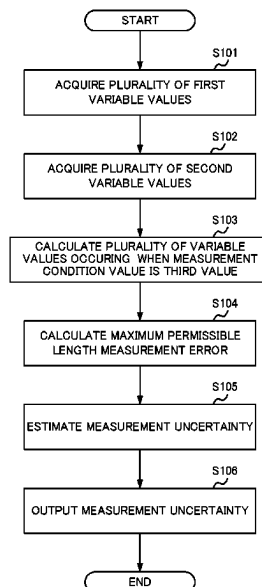 START
S101
ACQUIRE PLURALITY OF FIRST
VARIABLE VALUES
S102
ACQUIRE PLURALITY OF SECOND
VARIABLE VALUES
S103
CALCULATE PLURALITY OF VARIABLE
VALUES OCCURING WHEN MEASUREMENT
CONDITION VALUE IS THIRD VALUE
S104
CALCULATE MAXIMUM PERMISSIBLE
LENGTH MEASUREMENT ERROR
S105
ESTIMATE MEASUREMENT UNCERTAINTY
S106
OUTPUT MEASUREMENT UNCERTAINTY
END